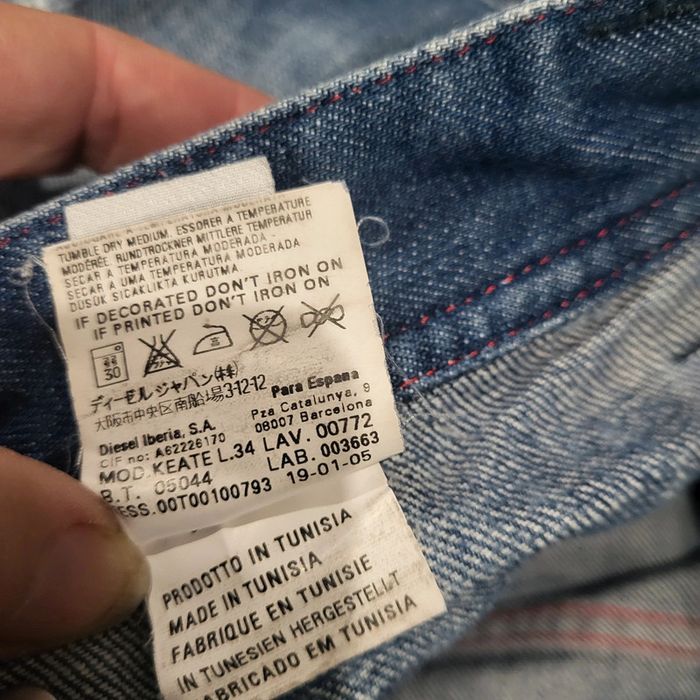 TUMBLE DRY MEDIUM. ESSORER A TEMPERATURE
MODÉRÉE. RUNDTROCKNER MITTLERE TEMPERATUR
SECAR A TEMPERATURA MODERADA.
SECAR A UMA TEMPERATURA MODERADA
DÜSÜK SICAKLIKTA KURUTMA.
IF DECORATED DON'T IRON ON
IF PRINTED DON'T IRON ON
30
ディーゼル ジャパン(株)
大阪市中央区南船場3-12-12
Para Espana
Diesel Iberia, S.A.
Pza Catalunya, 9
CIF no: A62226170
08007 Barcelona
MOD.KEATE L.34 LAV. 00772
B.T. 05044 LAB. 003663
ESS.00T00100793 19-01-05
PRODOTTO IN TUNISIA
MADE IN TUNISIA
FABRIQUE EN TUNISIE
IN TUNESIEN HERGESTELLT
FABRICADO EM TUNISIA